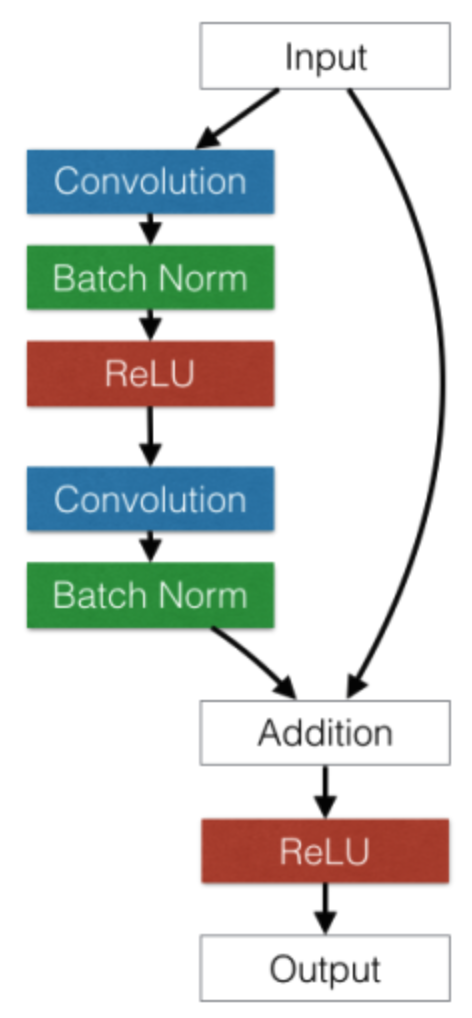 Input
Convolution
Batch Norm
ReLU
Convolution
Batch Norm
Addition
ReLU
Output